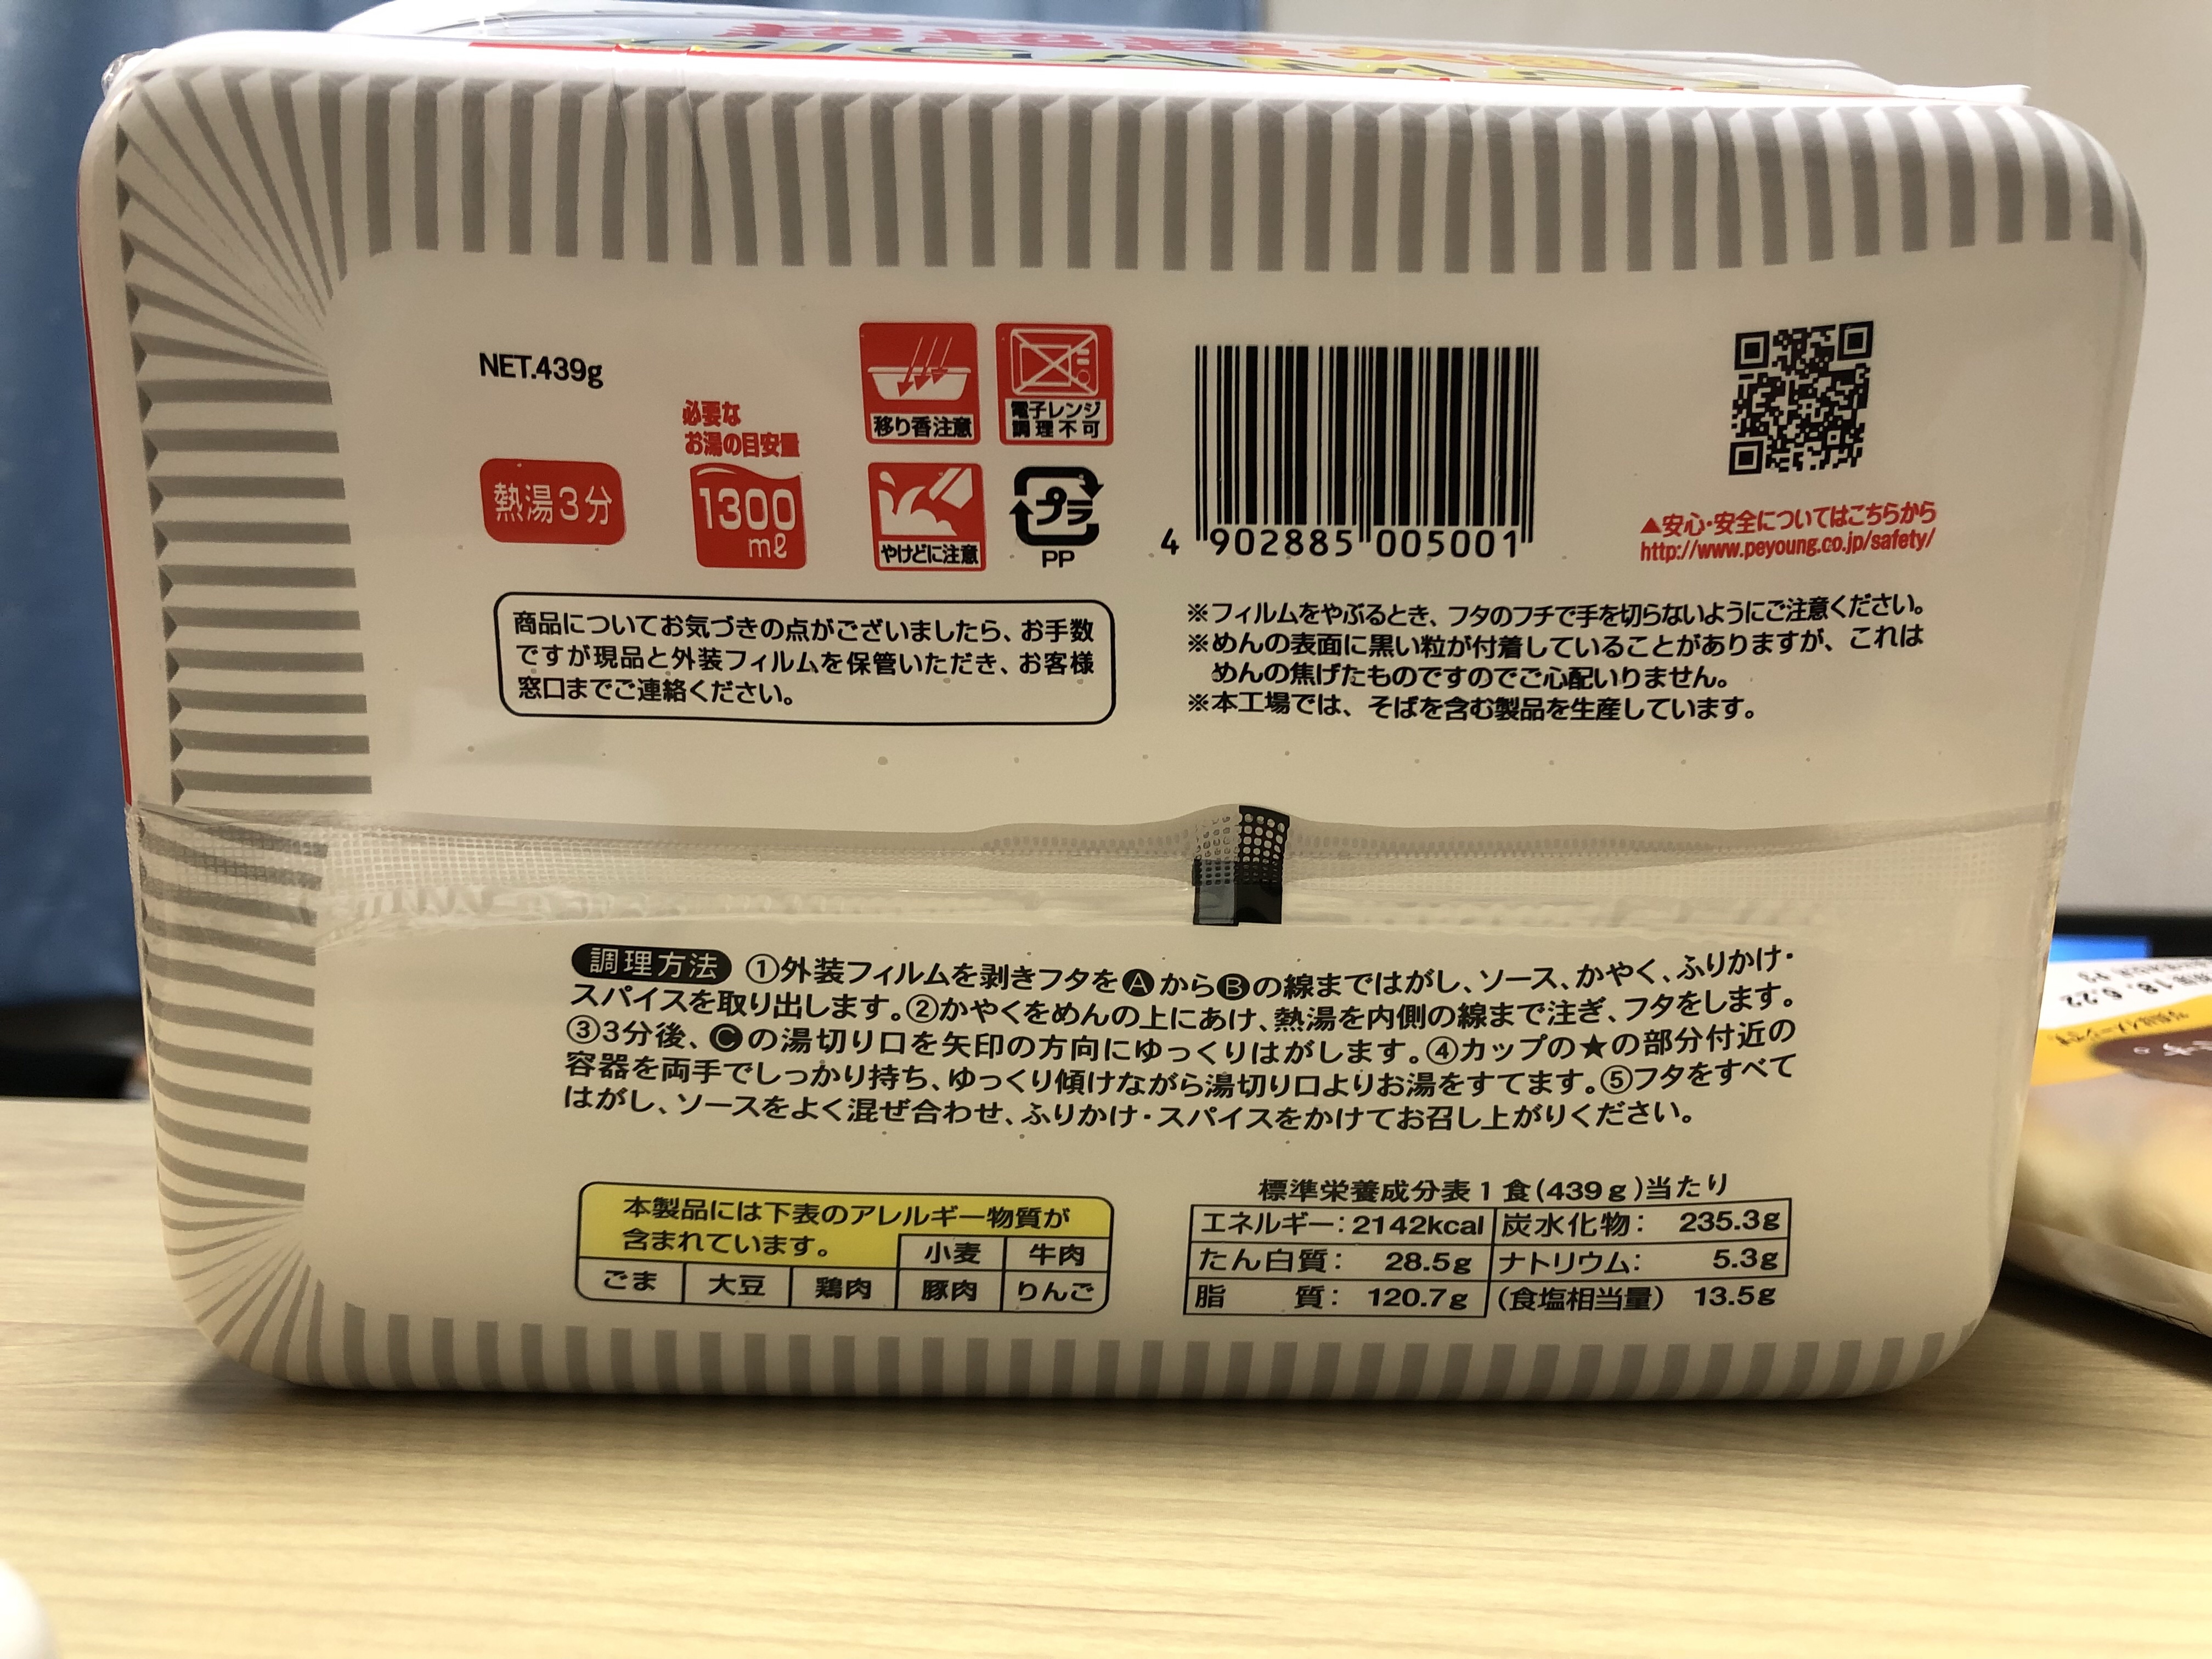 GIGAMAX
NET.439g
必要な
お湯の目安量
熱湯3分
1300
mℓ
移り香注意
電子レンジ
調理不可
やけどに注意
プラ
PP
4 902885 005001
▲安心・安全についてはこちらから
http://www.peyoung.co.jp/safety/
商品についてお気づきの点がございましたら、お手数
ですが現品と外装フィルムを保管いただき、お客様
窓口までご連絡ください。
※フィルムをやぶるとき、フタのフチで手を切らないようにご注意ください。
※めんの表面に黒い粒が付着していることがありますが、これは
めんの焦げたものですのでご心配いりません。
※本工場では、そばを含む製品を生産しています。
調理方法 ①外装フィルムを剥きフタをⒶからⒷの線まではがし、ソース、かやく、ふりかけ・
スパイスを取り出します。②かやくをめんの上にあけ、熱湯を内側の線まで注ぎ、フタをします。
③3分後、Ⓒの湯切り口を矢印の方向にゆっくりはがします。④カップの★の部分付近の
容器を両手でしっかり持ち、ゆっくり傾けながら湯切り口よりお湯をすてます。⑤フタをすべて
はがし、ソースをよく混ぜ合わせ、ふりかけ・スパイスをかけてお召し上がりください。
本製品には下表のアレルギー物質が
含まれています。
小麦 牛肉
ごま 大豆 鶏肉 豚肉 りんご
標準栄養成分表1食(439g)当たり
エネルギー: 2142kcal 炭水化物: 235.3g
たん白質: 28.5g ナトリウム: 5.3g
脂質: 120.7g (食塩相当量) 13.5g
18.6.22